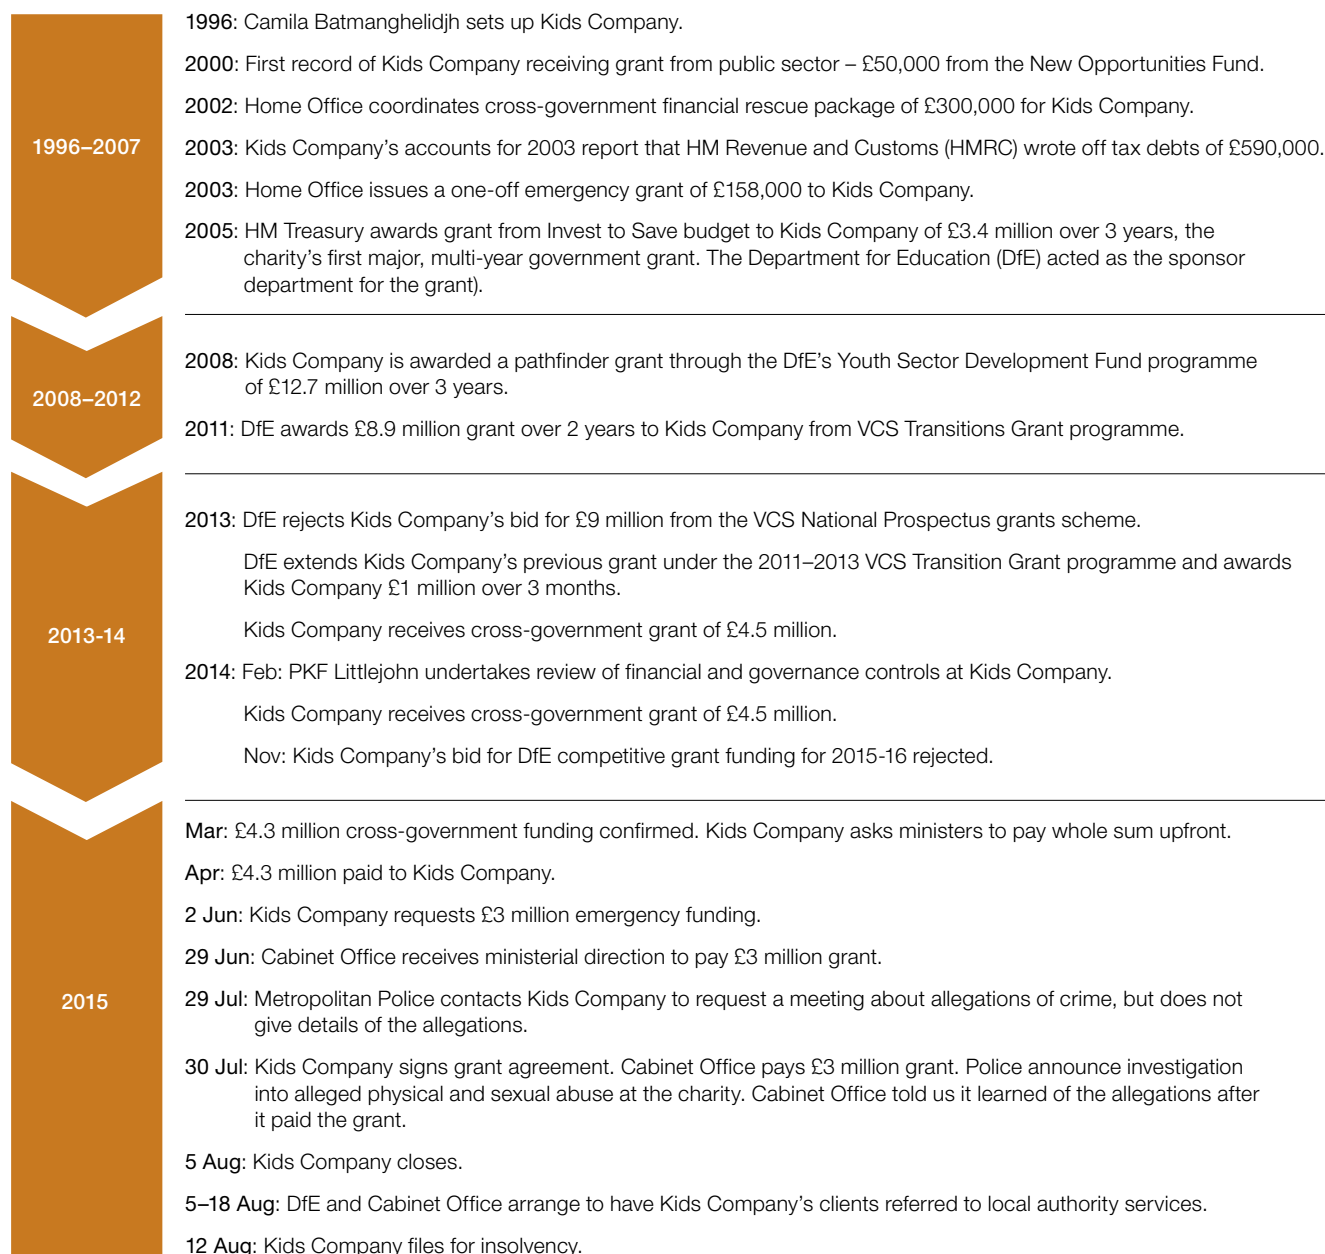 1996–2007
1996: Camila Batmanghelidjh sets up Kids Company.
2000: First record of Kids Company receiving grant from public sector – £50,000 from the New Opportunities Fund.
2002: Home Office coordinates cross-government financial rescue package of £300,000 for Kids Company.
2003: Kids Company’s accounts for 2003 report that HM Revenue and Customs (HMRC) wrote off tax debts of £590,000.
2003: Home Office issues a one-off emergency grant of £158,000 to Kids Company.
2005: HM Treasury awards grant from Invest to Save budget to Kids Company of £3.4 million over 3 years, the
charity’s first major, multi-year government grant. The Department for Education (DfE) acted as the sponsor
department for the grant).
2008–2012
2008: Kids Company is awarded a pathfinder grant through the DfE’s Youth Sector Development Fund programme
of £12.7 million over 3 years.
2011: DfE awards £8.9 million grant over 2 years to Kids Company from VCS Transitions Grant programme.
2013-14
2013: DfE rejects Kids Company’s bid for £9 million from the VCS National Prospectus grants scheme.
DfE extends Kids Company’s previous grant under the 2011–2013 VCS Transition Grant programme and awards
Kids Company £1 million over 3 months.
Kids Company receives cross-government grant of £4.5 million.
2014: Feb: PKF Littlejohn undertakes review of financial and governance controls at Kids Company.
Kids Company receives cross-government grant of £4.5 million.
Nov: Kids Company’s bid for DfE competitive grant funding for 2015-16 rejected.
2015
Mar: £4.3 million cross-government funding confirmed. Kids Company asks ministers to pay whole sum upfront.
Apr: £4.3 million paid to Kids Company.
2 Jun: Kids Company requests £3 million emergency funding.
29 Jun: Cabinet Office receives ministerial direction to pay £3 million grant.
29 Jul: Metropolitan Police contacts Kids Company to request a meeting about allegations of crime, but does not
give details of the allegations.
30 Jul: Kids Company signs grant agreement. Cabinet Office pays £3 million grant. Police announce investigation
into alleged physical and sexual abuse at the charity. Cabinet Office told us it learned of the allegations after
it paid the grant.
5 Aug: Kids Company closes.
5–18 Aug: DfE and Cabinet Office arrange to have Kids Company’s clients referred to local authority services.
12 Aug: Kids Company files for insolvency.